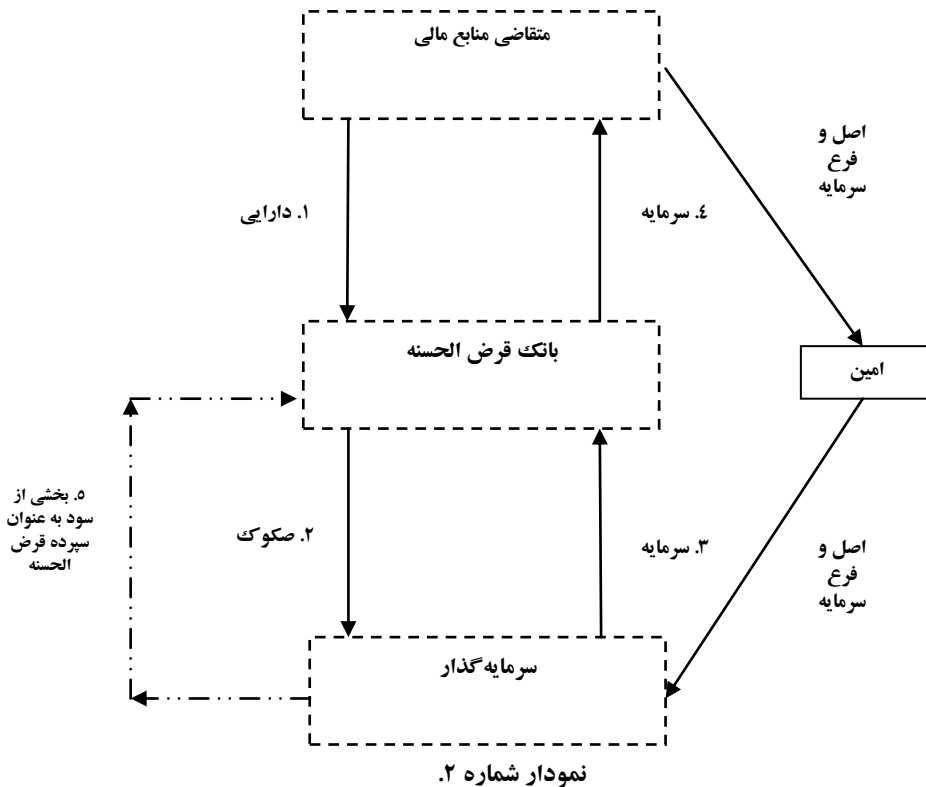 متقاضی منابع مالی
اصل و
فرع
سرمایه
۱. دارایی
٤. سرمایه
بانک قرض الحسنه
امین
۵. بخشی از
سود به عنوان
سپرده قرض
الحسنه
۲. صکوک
۳. سرمایه
اصل و
فرع
سرمایه
سرمایه‌گذار
نمودار شماره ۲.